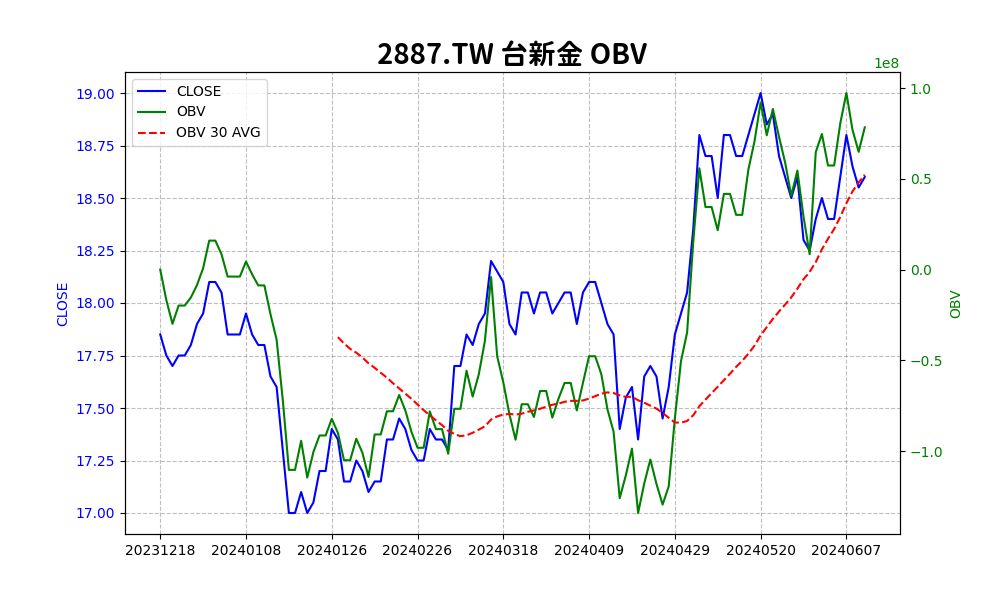 2887.TW 台新金 OBV
1e8
CLOSE
OBV
OBV 30 AVG
19.00
18.75
18.50
18.25
18.00
17.75
17.50
17.25
17.00
CLOSE
1.0
0.5
0.0
−0.5
−1.0
OBV
20231218 20240108 20240126 20240226 20240318 20240409 20240429 20240520 20240607